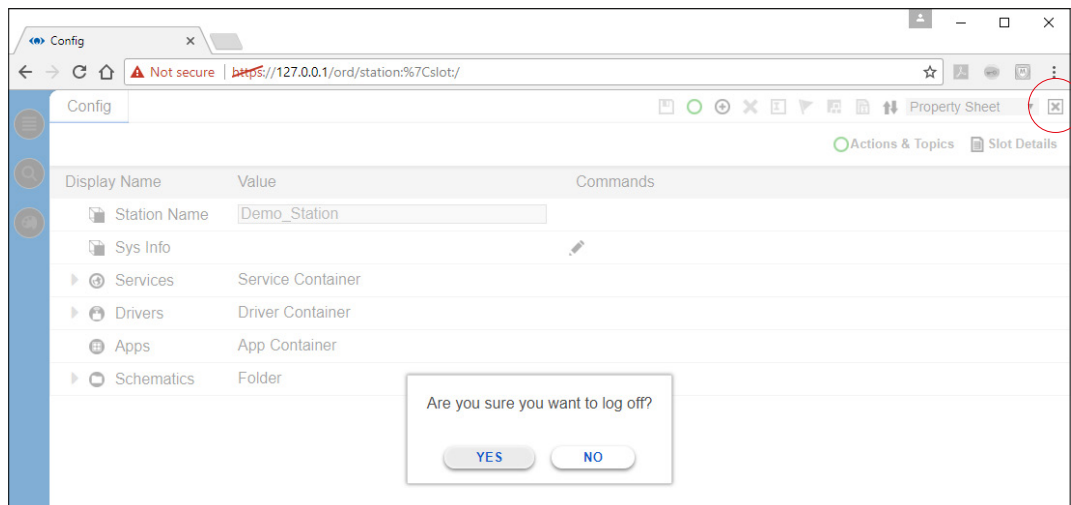 Config
Not secure https://127.0.0.1/ord/station:%7Cslot:/
Config Property Sheet
Actions & Topics Slot Details
Display Name Value Commands
Station Name Demo_Station
Sys Info
Services Service Container
Drivers Driver Container
Apps App Container
Schematics Folder
Are you sure you want to log off?
YES NO